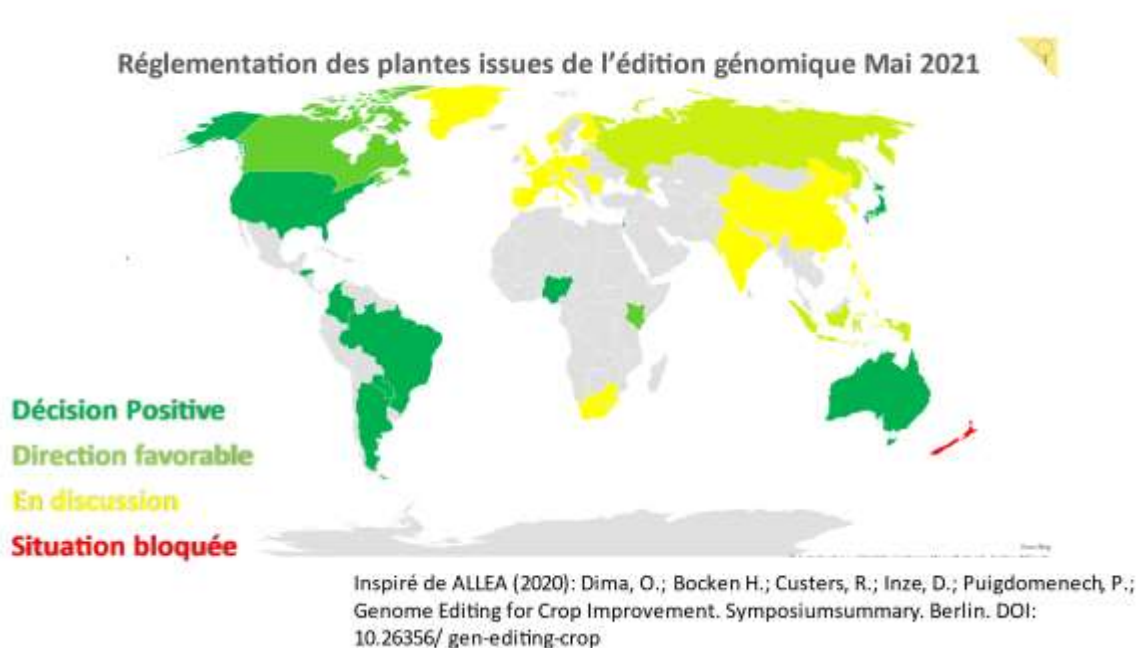 Réglementation des plantes issues de l’édition génomique Mai 2021
Décision Positive
Direction favorable
En discussion
Situation bloquée
Inspiré de ALLEA (2020): Dima, O.; Bocken H.; Custers, R.; Inze, D.; Puigdomenech, P.;
Genome Editing for Crop Improvement. Symposiumsummary. Berlin. DOI:
10.26356/ gen-editing-crop